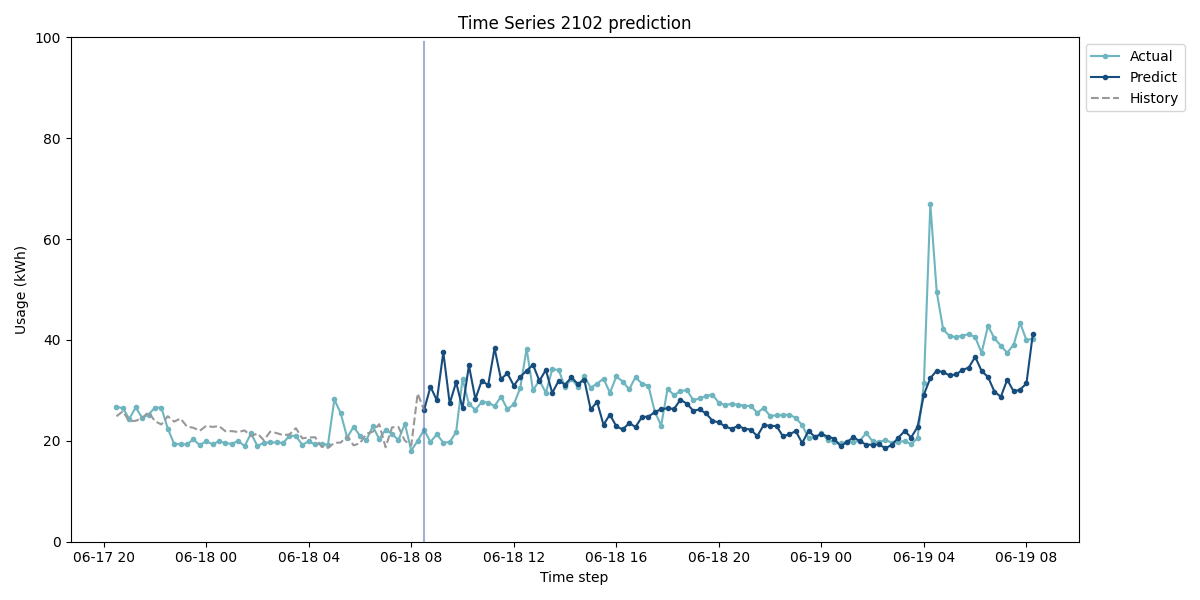 Time Series 2102 prediction
100
80
60
40
20
0
Usage (kWh)
06-17 20
06-18 00
06-18 04
06-18 08
06-18 12
06-18 16
06-18 20
06-19 00
06-19 04
06-19 08
Time step
Actual
Predict
History